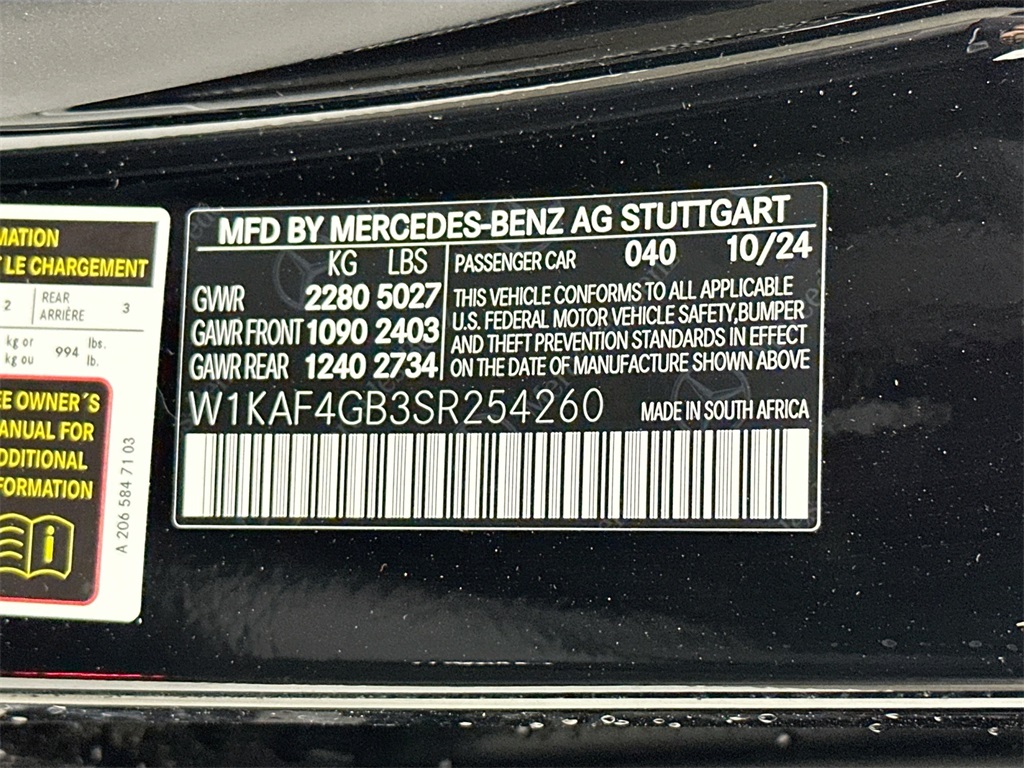 MATION
T LE CHARGEMENT
2 REAR ARRIÈRE 3
kg or
kg ou 994 lbs. lb.
EE OWNER´S
ANUAL FOR
DDITIONAL
FORMATION
A 206 584 71 03
MFD BY MERCEDES-BENZ AG STUTTGART
KG LBS
GVWR 2280 5027
GAWR FRONT 1090 2403
GAWR REAR 1240 2734
PASSENGER CAR 040 10/24
THIS VEHICLE CONFORMS TO ALL APPLICABLE
U.S. FEDERAL MOTOR VEHICLE SAFETY,BUMPER
AND THEFT PREVENTION STANDARDS IN EFFECT
ON THE DATE OF MANUFACTURE SHOWN ABOVE
W1KAF4GB3SR254260 MADE IN SOUTH AFRICA